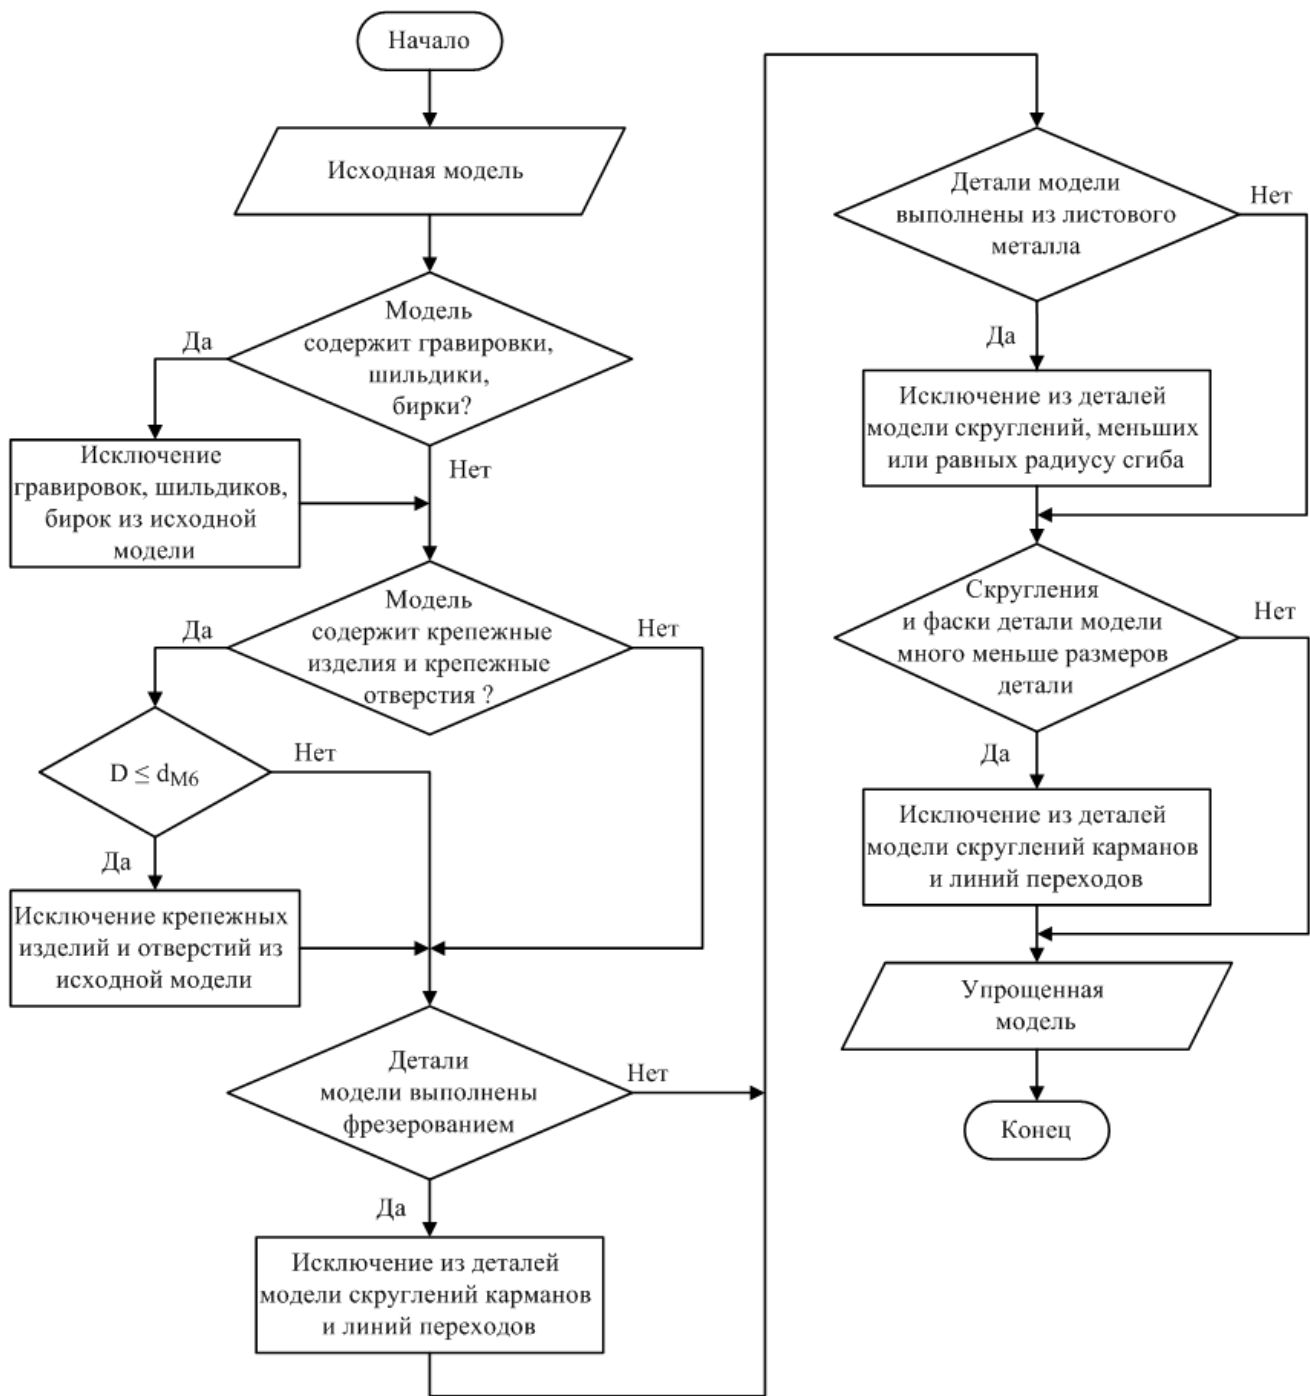 Начало
Исходная модель
Модель
содержит гравировки,
шильдики,
бирки?
Да
Нет
Исключение
гравировок, шильдиков,
бирок из исходной
модели
Модель
содержит крепежные
изделия и крепежные
отверстия ?
Да
Нет
D ≤ dM6
Нет
Да
Исключение крепежных
изделий и отверстий из
исходной модели
Детали
модели выполнены
фрезерованием
Нет
Да
Исключение из деталей
модели скруглений карманов
и линий переходов
Детали модели
выполнены из листового
металла
Нет
Да
Исключение из деталей
модели скруглений, меньших
или равных радиусу сгиба
Скругления
и фаски детали модели
много меньше размеров
детали
Нет
Да
Исключение из деталей
модели скруглений карманов
и линий переходов
Упрощенная
модель
Конец